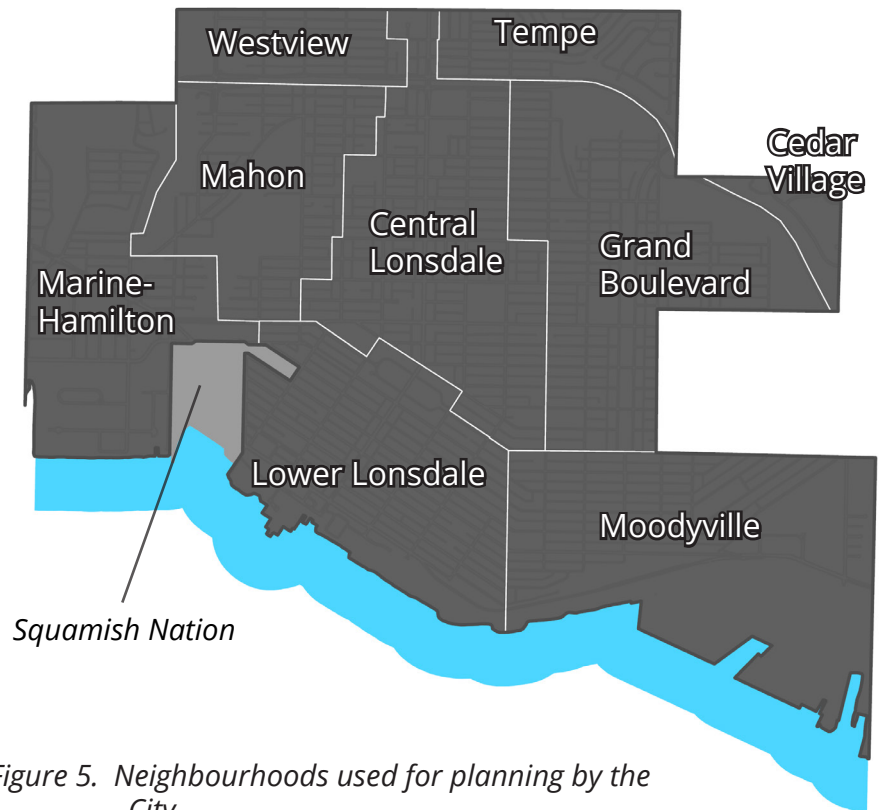 Westview
Tempe
Cedar
Village
Mahon
Central
Lonsdale
Grand
Boulevard
Marine-
Hamilton
Lower Lonsdale
Moodyville
Squamish Nation
Figure 5. Neighbourhoods used for planning by the
City